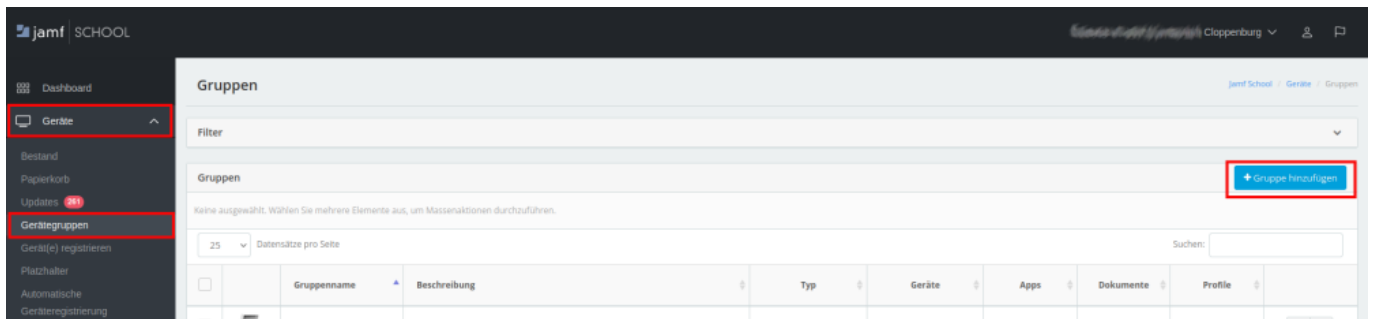 jamf SCHOOL
Cloppenburg
Dashboard
Geräte
Bestand
Papierkorb
Updates 261
Gerätegruppen
Gerät(e) registrieren
Platzhalter
Automatische
Geräteregistrierung
Gruppen
Jamf School / Geräte / Gruppen
Filter
Gruppen
+ Gruppe hinzufügen
Keine ausgewählt. Wählen Sie mehrere Elemente aus, um Massenaktionen durchzuführen.
25 Datensätze pro Seite
Suchen:
Gruppenname Beschreibung Typ Geräte Apps Dokumente Profile